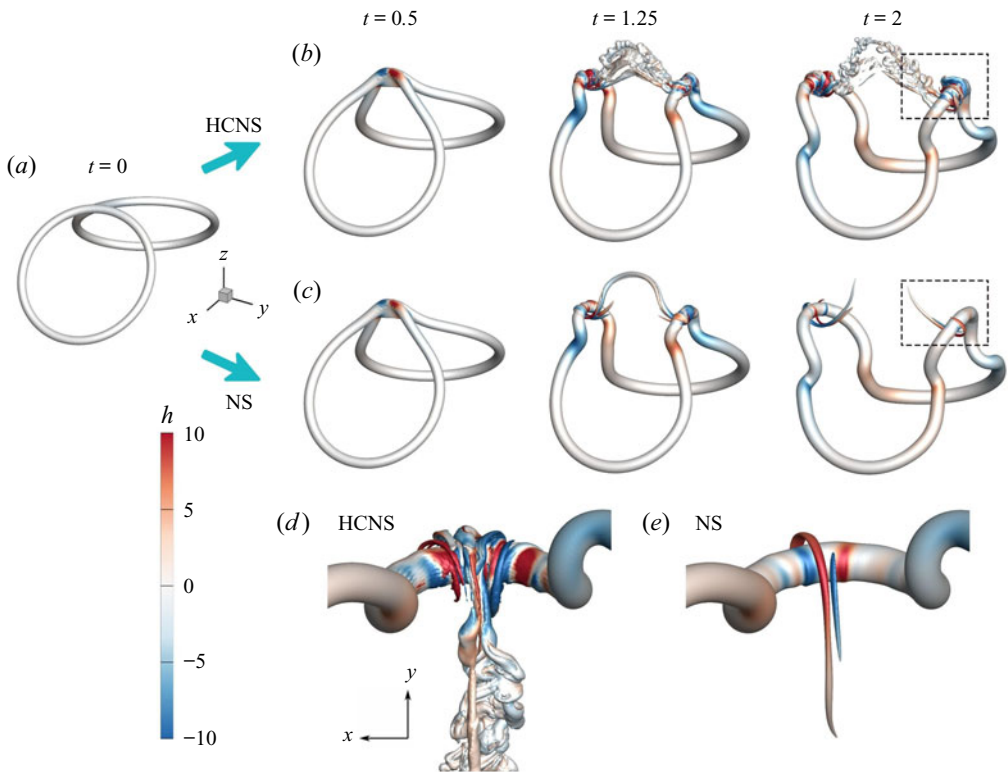 t = 0.5
t = 1.25
t = 2
(b)
HCNS
(a)
t = 0
z
x
y
(c)
NS
h
10
5
0
−5
−10
(d) HCNS
(e) NS
y
x